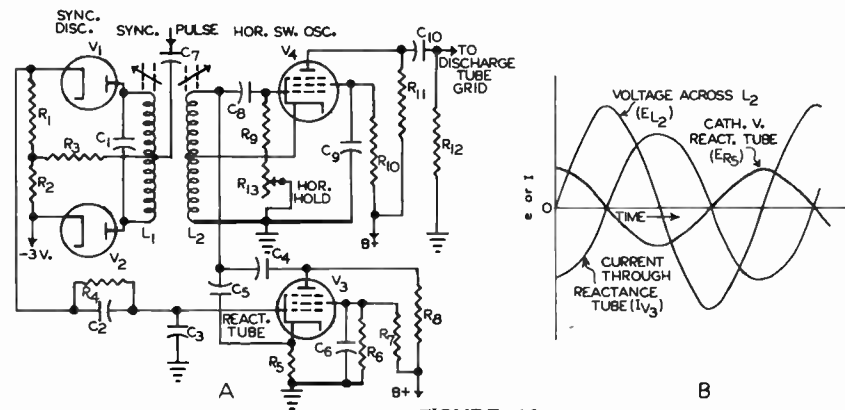 SYNC.
DISC.
SYNC.
PULSE
HOR. SW. OSC.
V1
C7
V4
C10
TO
DISCHARGE
TUBE
GRID
R1
R3
C1
C8
R9
R11
R2
R13
HOR.
HOLD
C9
R10
R12
-3 V.
V2
L1
L2
B+
C4
V3
R4
C2
C5
REACT.
TUBE
C3
R5
C6
R6
R7
R8
B+
A
VOLTAGE ACROSS L2
(EL2)
CATH. V.
REACT. TUBE
(ER5)
e or I
O
TIME
CURRENT
THROUGH
REACTANCE
TUBE (IV3)
B